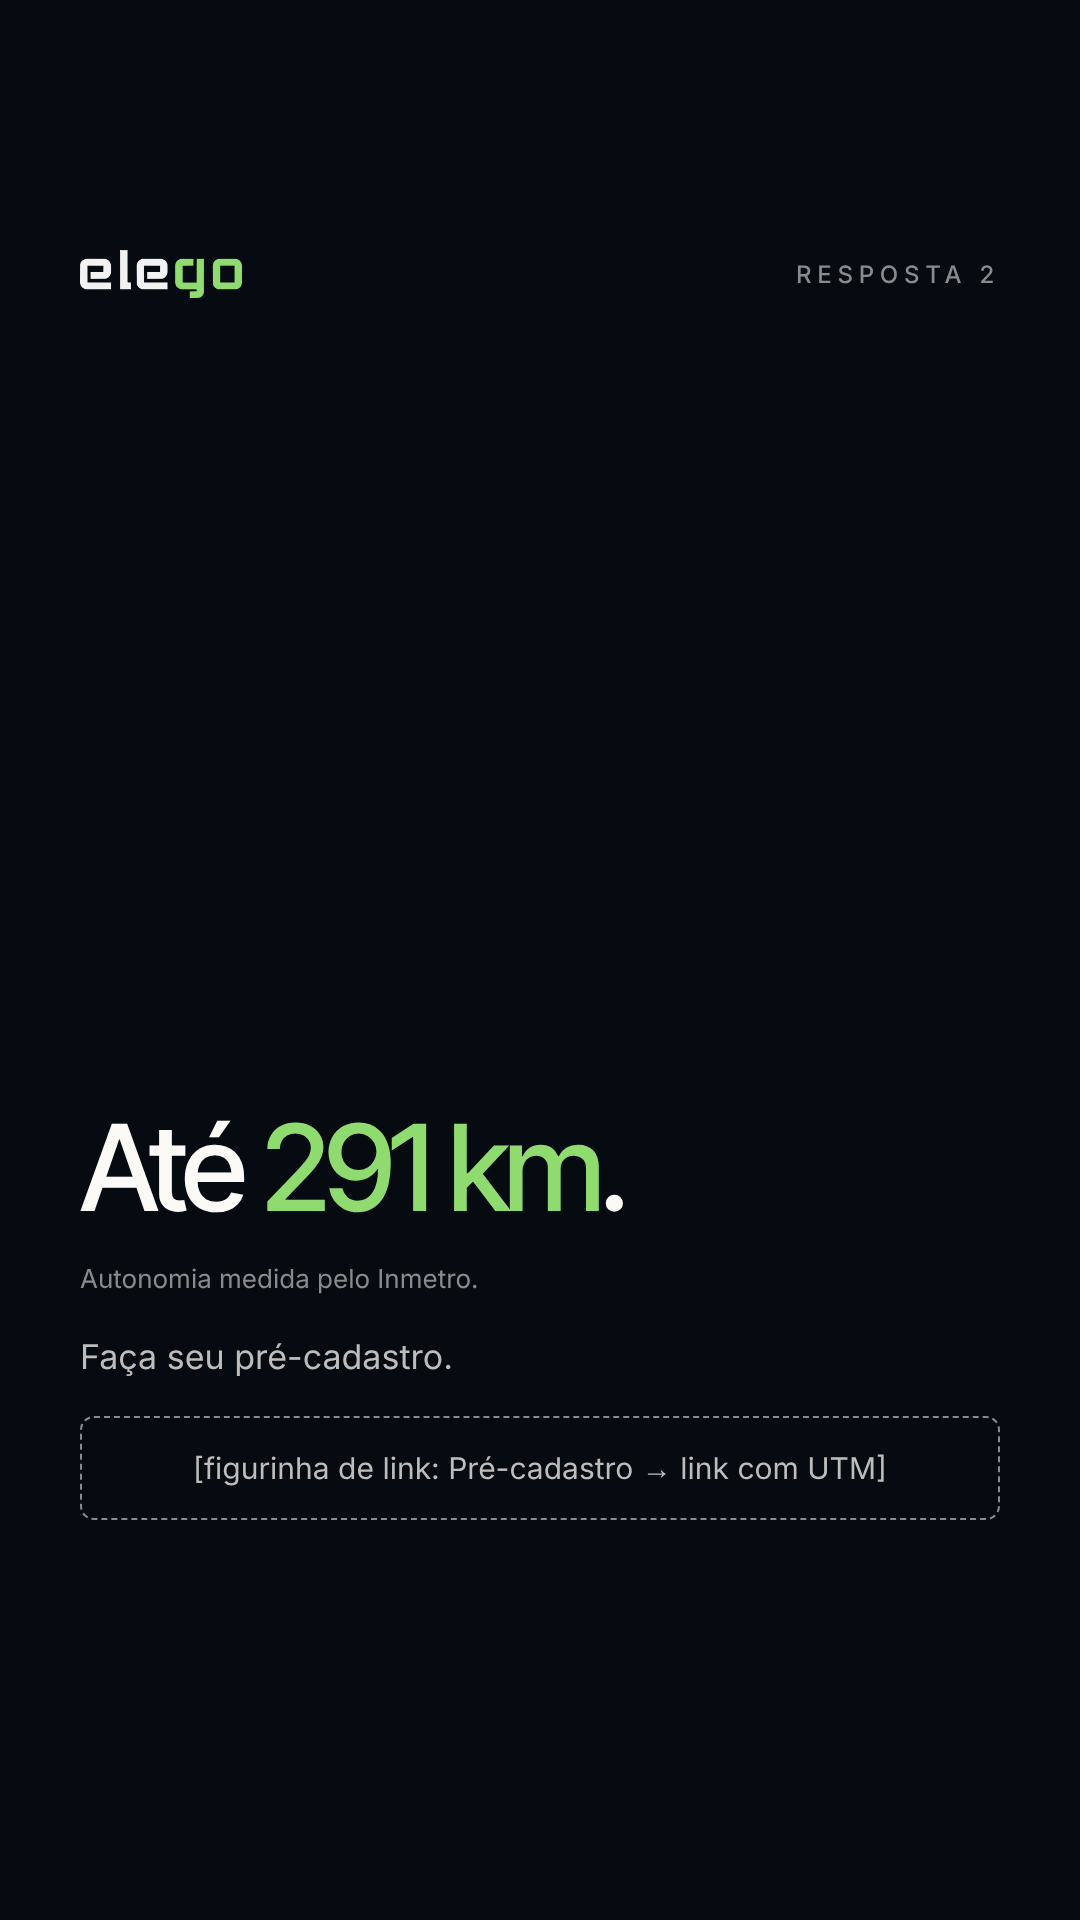 elego
RESPOSTA 2
Até 291 km.
Autonomia medida pelo Inmetro.
Faça seu pré-cadastro.
[figurinha de link: Pré-cadastro → link com UTM]